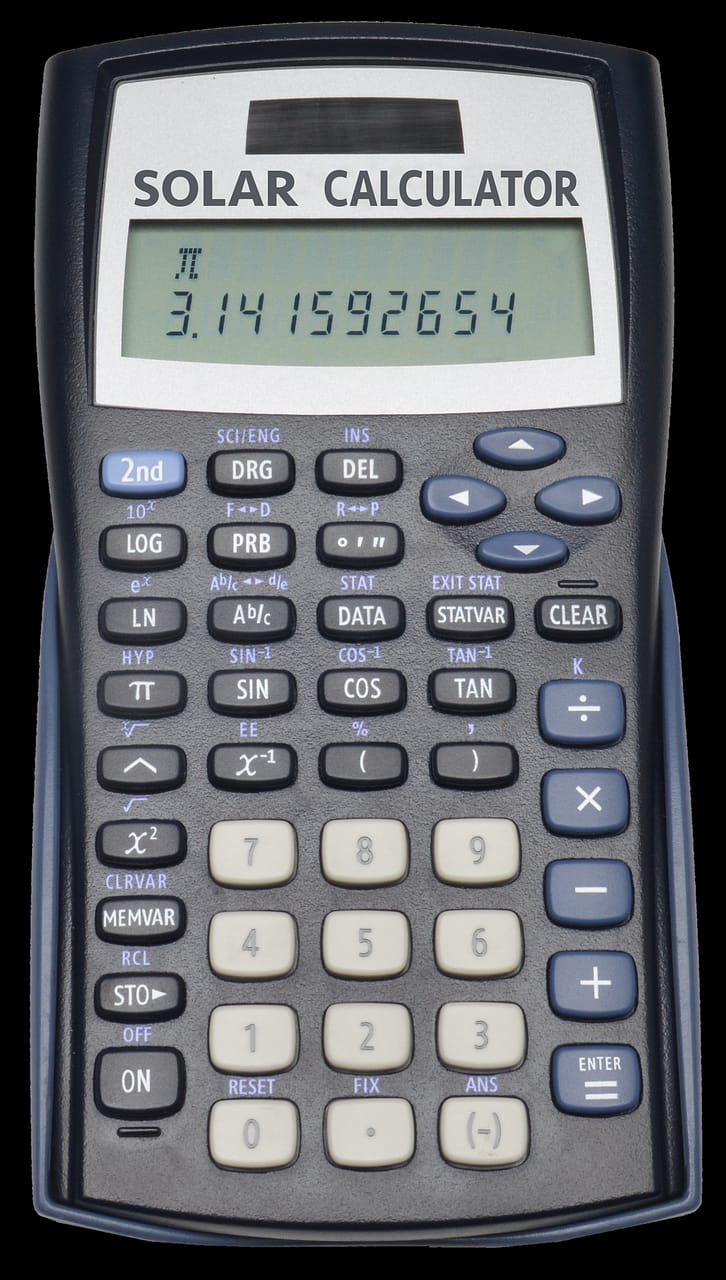 SOLAR CALCULATOR
π
3.141592654
SCI/ENG INS
2nd DRG DEL
10ˣ F◄►D R◄►P
LOG PRB ° ′ ″
eˣ Ab/c◄►d/e STAT EXIT STAT
LN Ab/c DATA STATVAR CLEAR
HYP SIN⁻¹ COS⁻¹ TAN⁻¹ K
π SIN COS TAN ÷
ˣ√ EE % ,
^ x⁻¹ ( ) ×
√
x² 7 8 9 −
CLRVAR
MEMVAR 4 5 6
RCL
STO► +
OFF 1 2 3
ON ENTER
=
RESET FIX ANS
0 . (-)